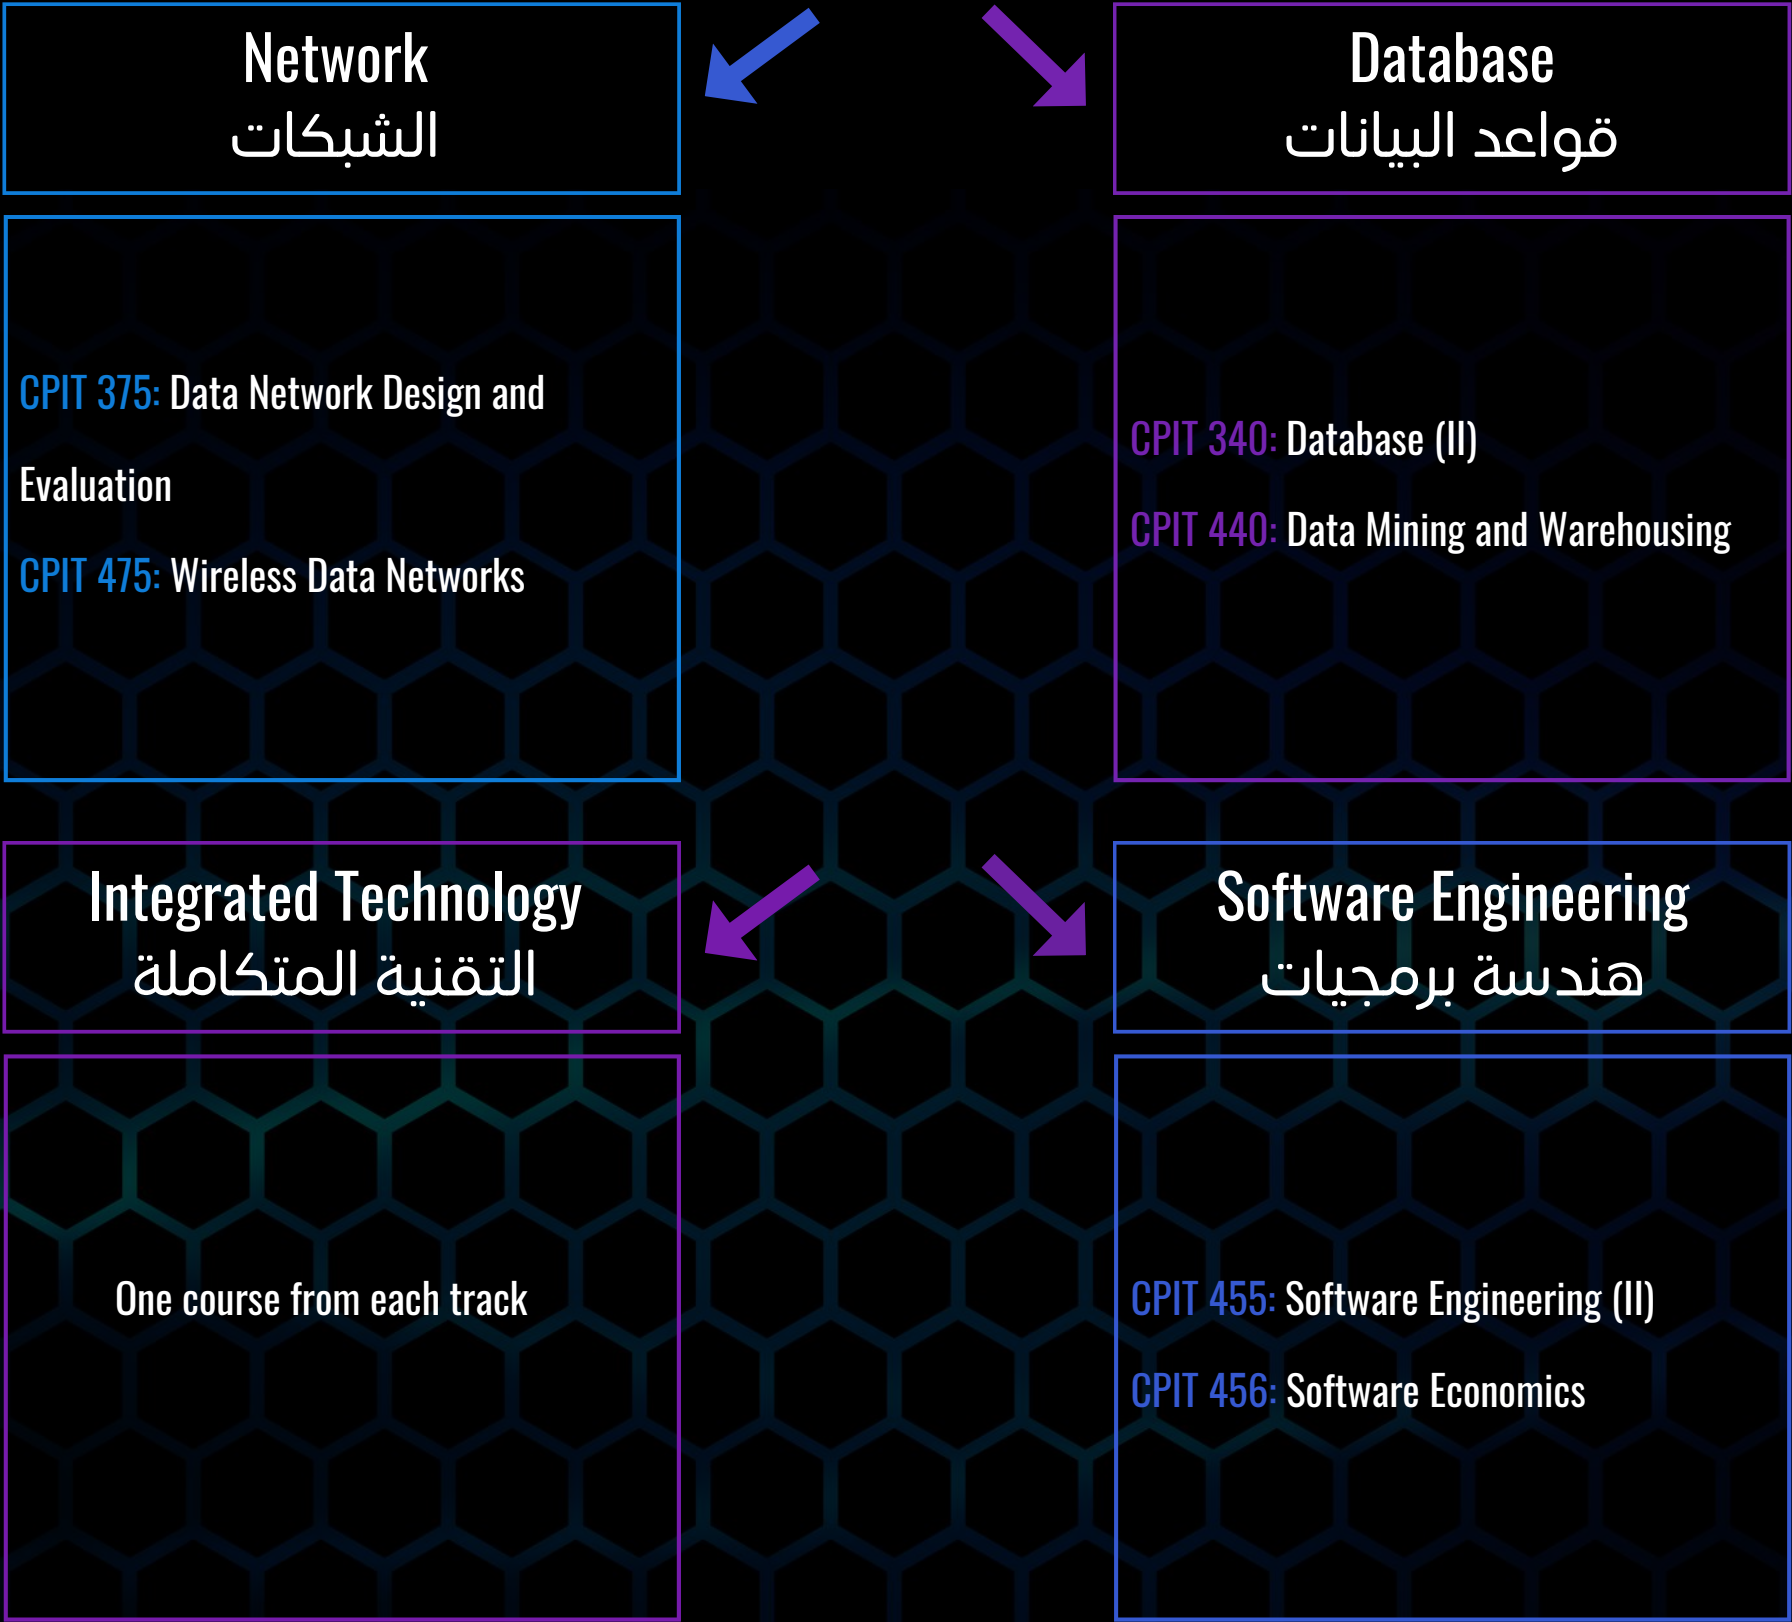 Network
الشبكات
CPIT 375: Data Network Design and
Evaluation
CPIT 475: Wireless Data Networks
Database
قواعد البيانات
CPIT 340: Database (II)
CPIT 440: Data Mining and Warehousing
Integrated Technology
التقنية المتكاملة
One course from each track
Software Engineering
هندسة برمجيات
CPIT 455: Software Engineering (II)
CPIT 456: Software Economics